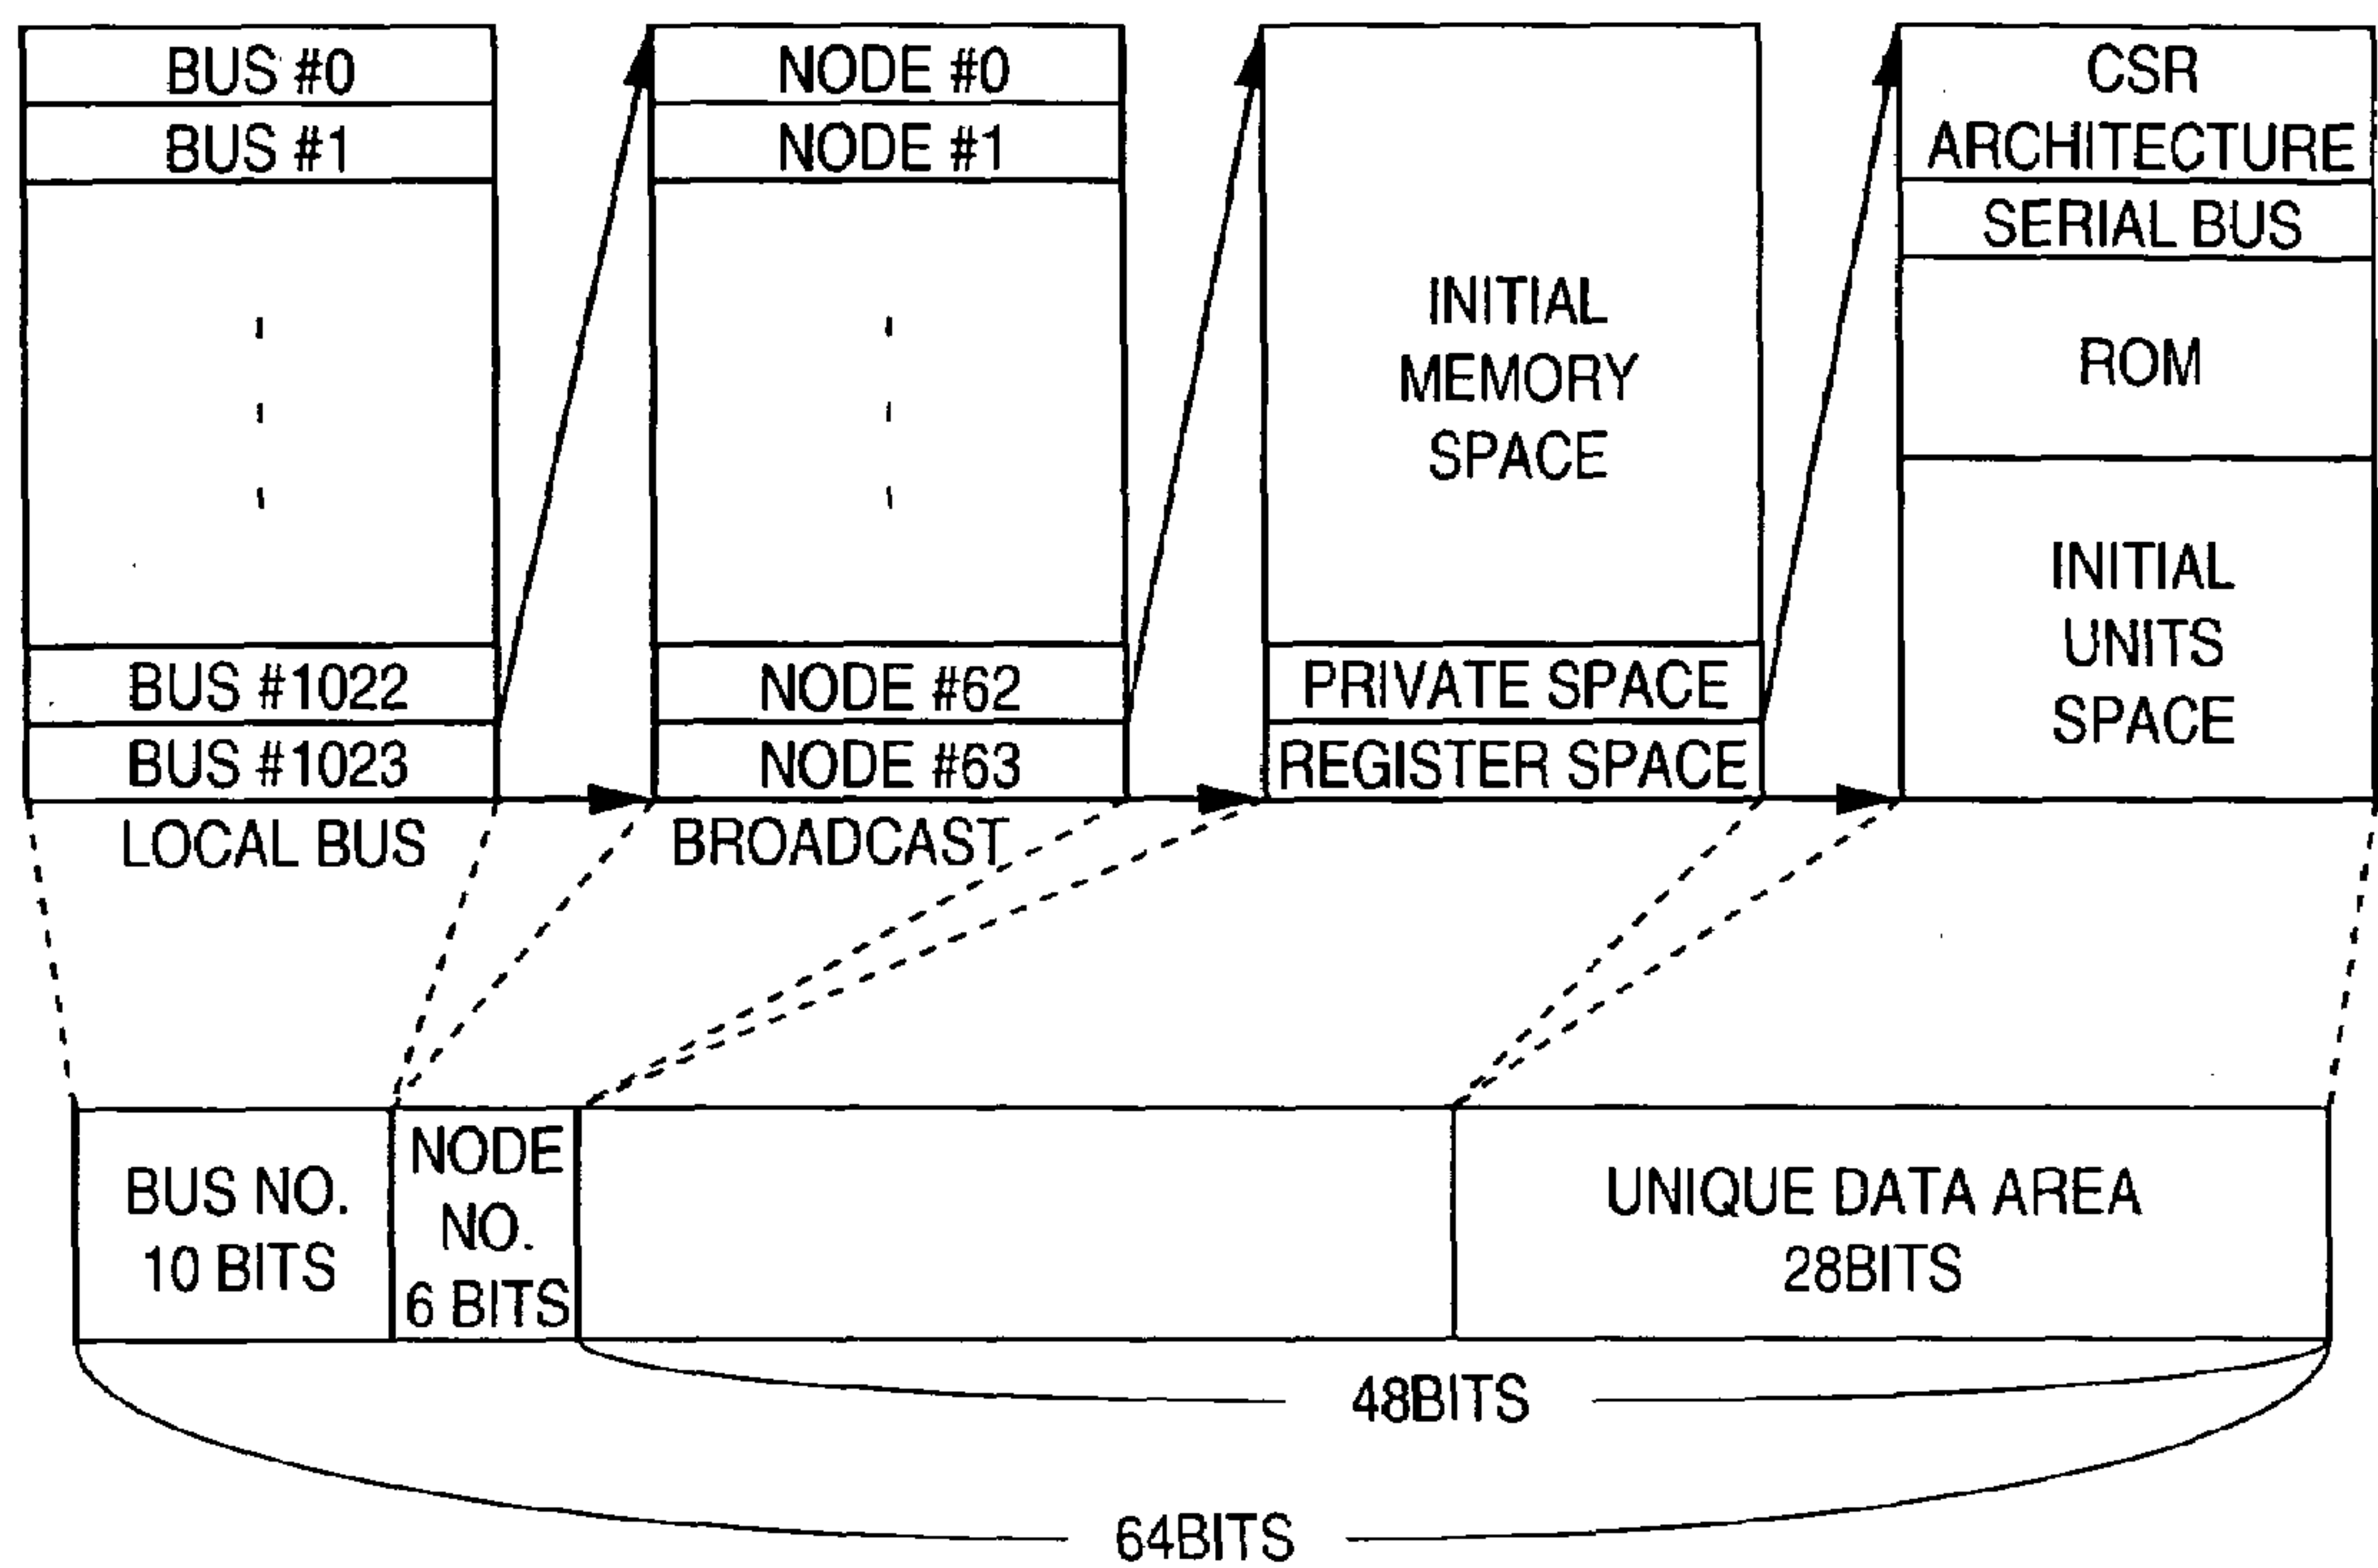 BUS #0
BUS #1
BUS #1022
BUS #1023
LOCAL BUS
NODE #0
NODE #1
NODE #62
NODE #63
BROADCAST
INITIAL
MEMORY
SPACE
PRIVATE SPACE
REGISTER SPACE
CSR
ARCHITECTURE
SERIAL BUS
ROM
INITIAL
UNITS
SPACE
BUS NO.
10 BITS
NODE
NO.
6 BITS
UNIQUE DATA AREA
28BITS
48BITS
64BITS